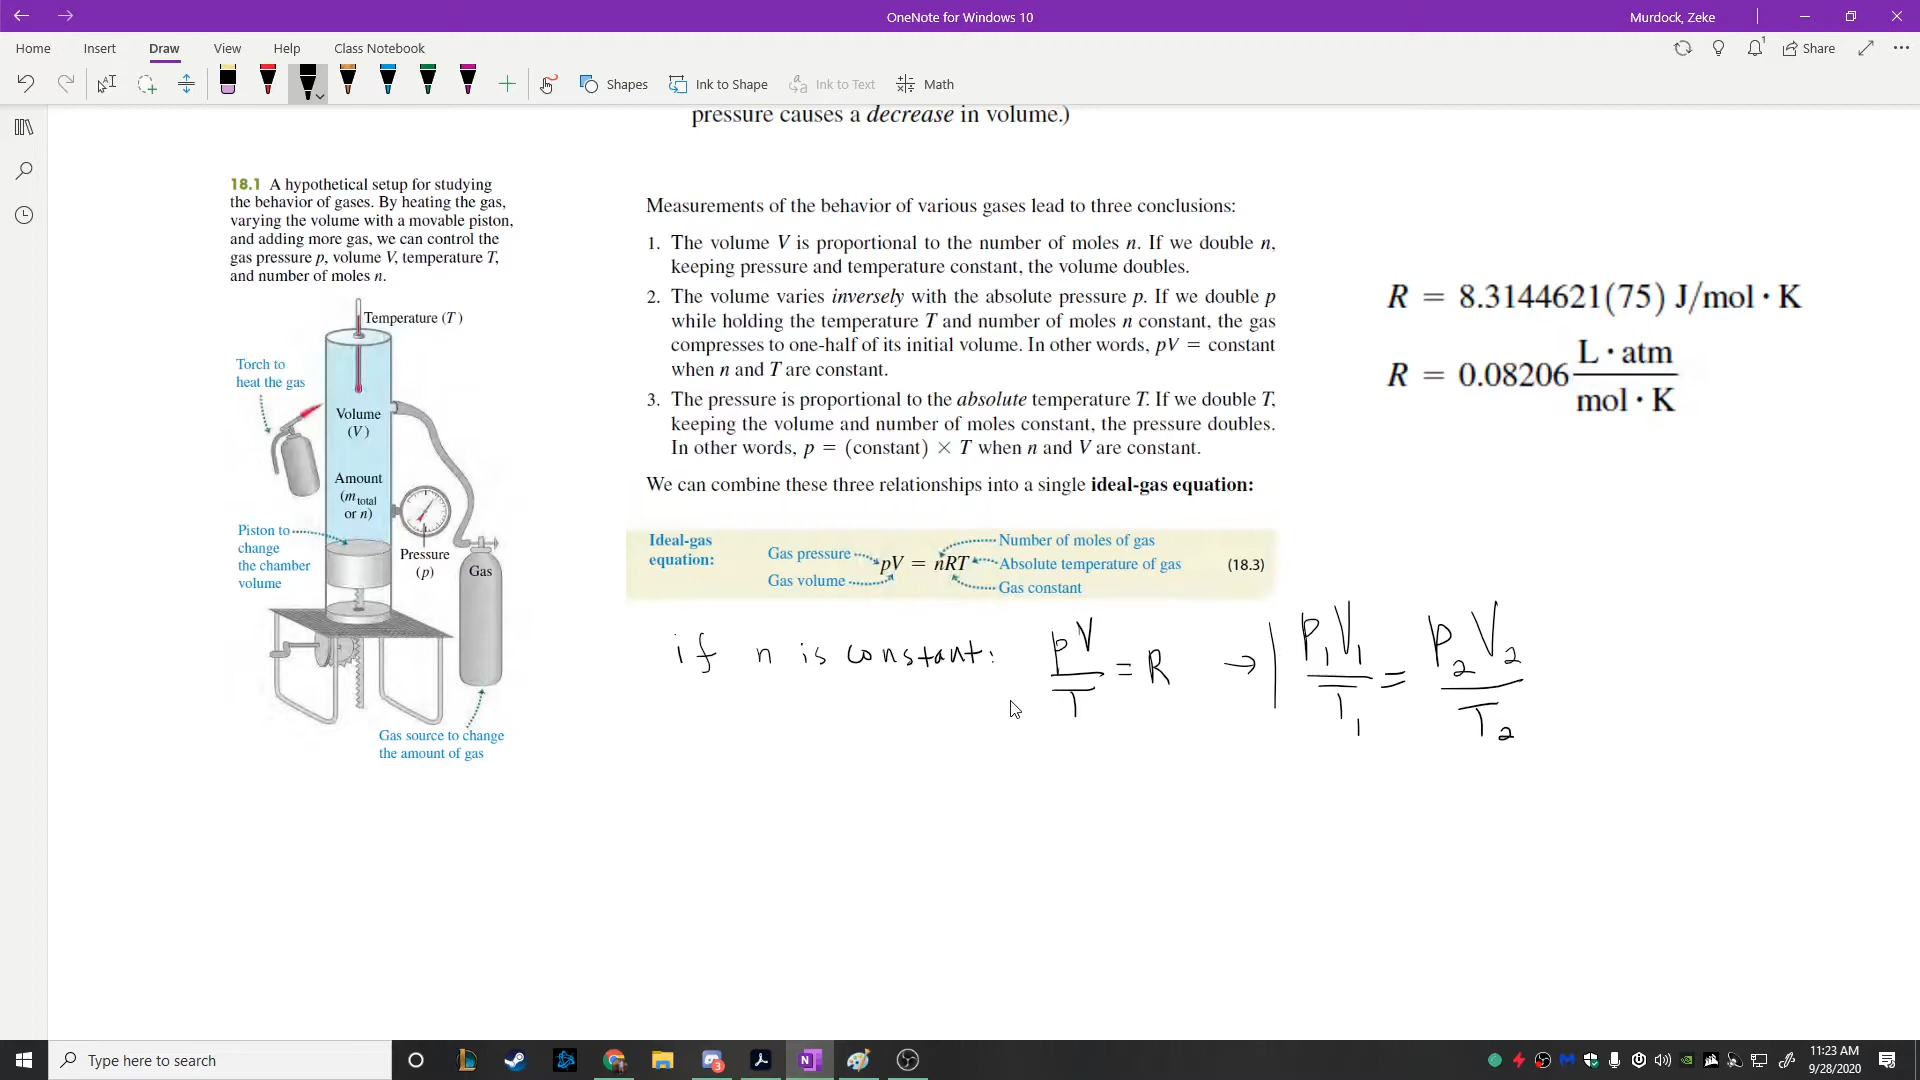 OneNote for Windows 10
Murdock, Zeke
Home Insert Draw View Help Class Notebook
Share
Shapes Ink to Shape Ink to Text Math
pressure causes a decrease in volume.)
18.1 A hypothetical setup for studying
the behavior of gases. By heating the gas,
varying the volume with a movable piston,
and adding more gas, we can control the
gas pressure p, volume V, temperature T,
and number of moles n.
Temperature (T)
Torch to
heat the gas
Volume
(V)
Amount
(m total
or n)
Piston to
change
the chamber
volume
Pressure
(p)
Gas
Gas source to change
the amount of gas
Measurements of the behavior of various gases lead to three conclusions:
1. The volume V is proportional to the number of moles n. If we double n,
keeping pressure and temperature constant, the volume doubles.
2. The volume varies inversely with the absolute pressure p. If we double p
while holding the temperature T and number of moles n constant, the gas
compresses to one-half of its initial volume. In other words, pV = constant
when n and T are constant.
3. The pressure is proportional to the absolute temperature T. If we double T,
keeping the volume and number of moles constant, the pressure doubles.
In other words, p = (constant) × T when n and V are constant.
We can combine these three relationships into a single ideal-gas equation:
Ideal-gas
equation:
Gas pressure
Gas volume
pV = nRT
Number of moles of gas
Absolute temperature of gas
Gas constant
(18.3)
R = 8.3144621(75) J/mol · K
R = 0.08206 L · atm / mol · K
if n is constant: pV/T = R → | P₁V₁/T₁ = P₂V₂/T₂
Type here to search
3
11:23 AM
9/28/2020